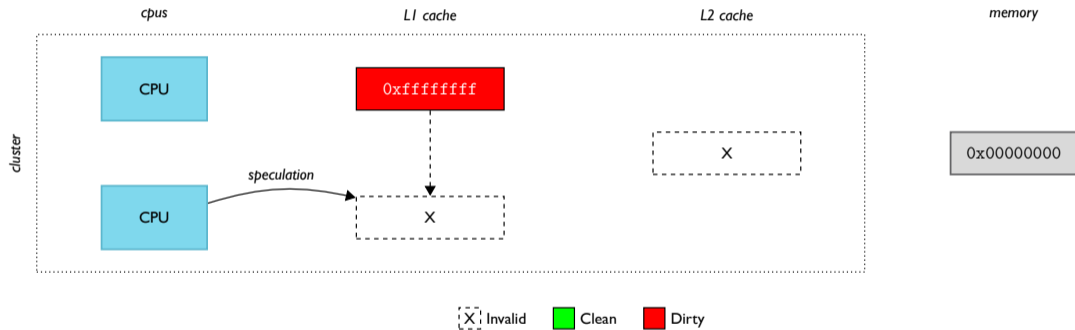 cpus
L1 cache
L2 cache
memory
cluster
CPU
0xffffffff
X
0x00000000
speculation
CPU
X
X Invalid
Clean
Dirty